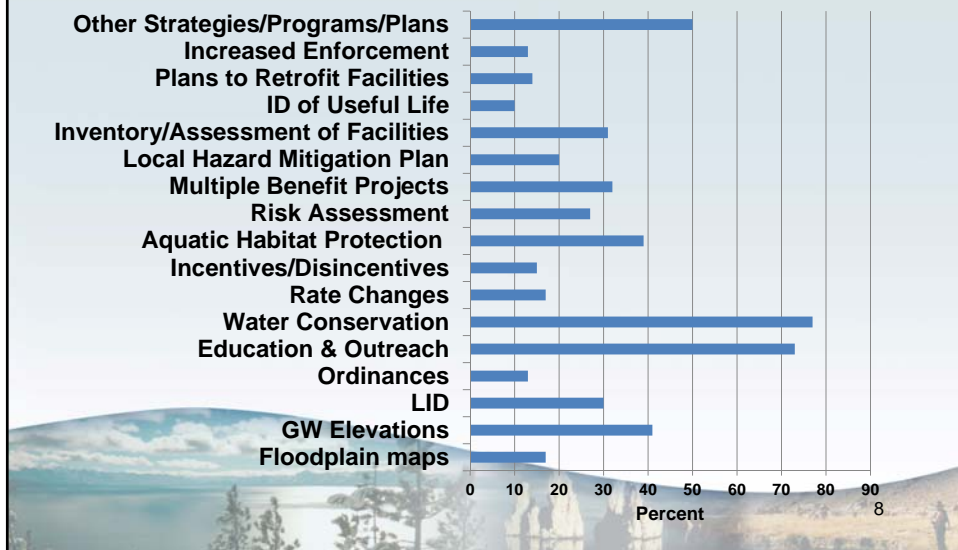 Other Strategies/Programs/Plans
Increased Enforcement
Plans to Retrofit Facilities
ID of Useful Life
Inventory/Assessment of Facilities
Local Hazard Mitigation Plan
Multiple Benefit Projects
Risk Assessment
Aquatic Habitat Protection
Incentives/Disincentives
Rate Changes
Water Conservation
Education & Outreach
Ordinances
LID
GW Elevations
Floodplain maps
0 10 20 30 40 50 60 70 80 90
Percent
8